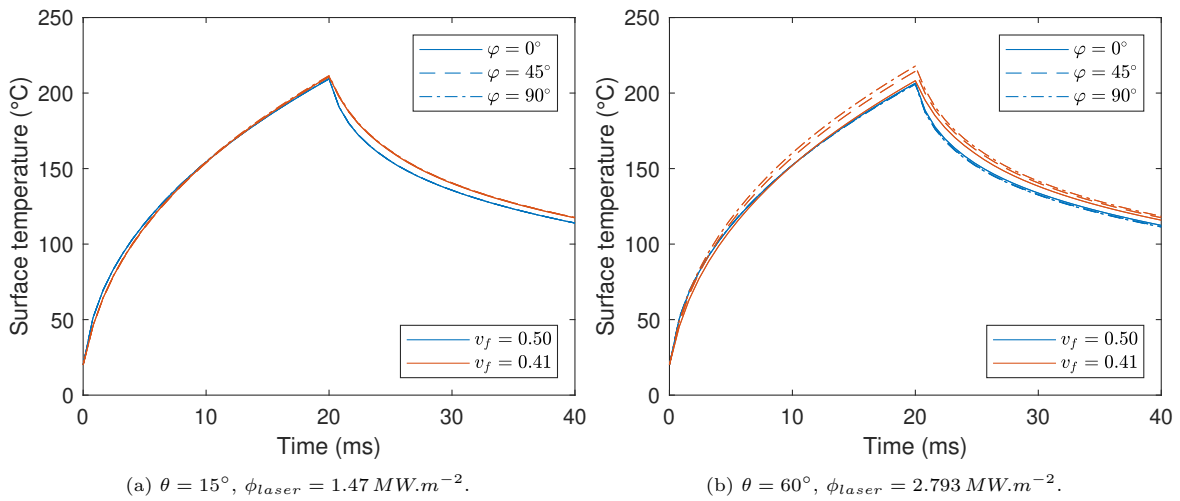 250
200
150
100
50
0
Surface temperature (°C)
0 10 20 30 40
Time (ms)
φ = 0°
φ = 45°
φ = 90°
v_f = 0.50
v_f = 0.41
(a) θ = 15°, ϕ_laser = 1.47 MW.m⁻².
250
200
150
100
50
0
Surface temperature (°C)
0 10 20 30 40
Time (ms)
φ = 0°
φ = 45°
φ = 90°
v_f = 0.50
v_f = 0.41
(b) θ = 60°, ϕ_laser = 2.793 MW.m⁻².